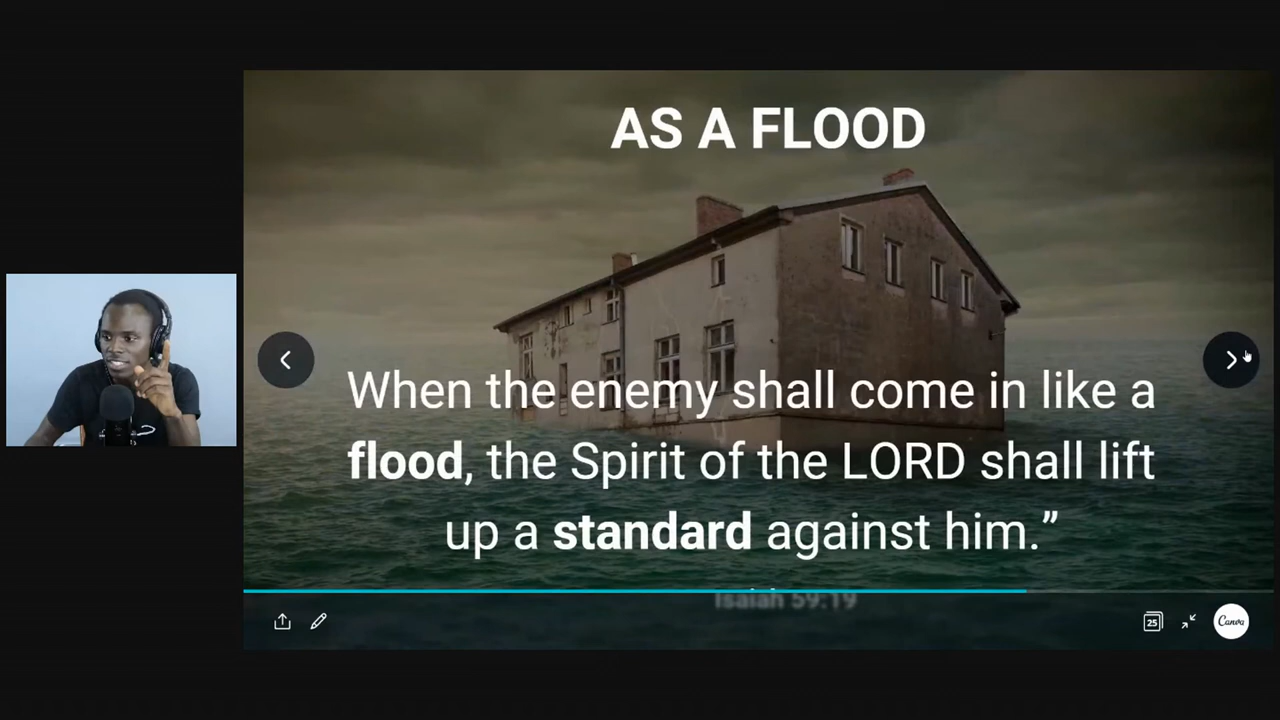 AS A FLOOD
When the enemy shall come in like a
flood, the Spirit of the LORD shall lift
up a standard against him.”
Isaiah 59:19
25
Canva